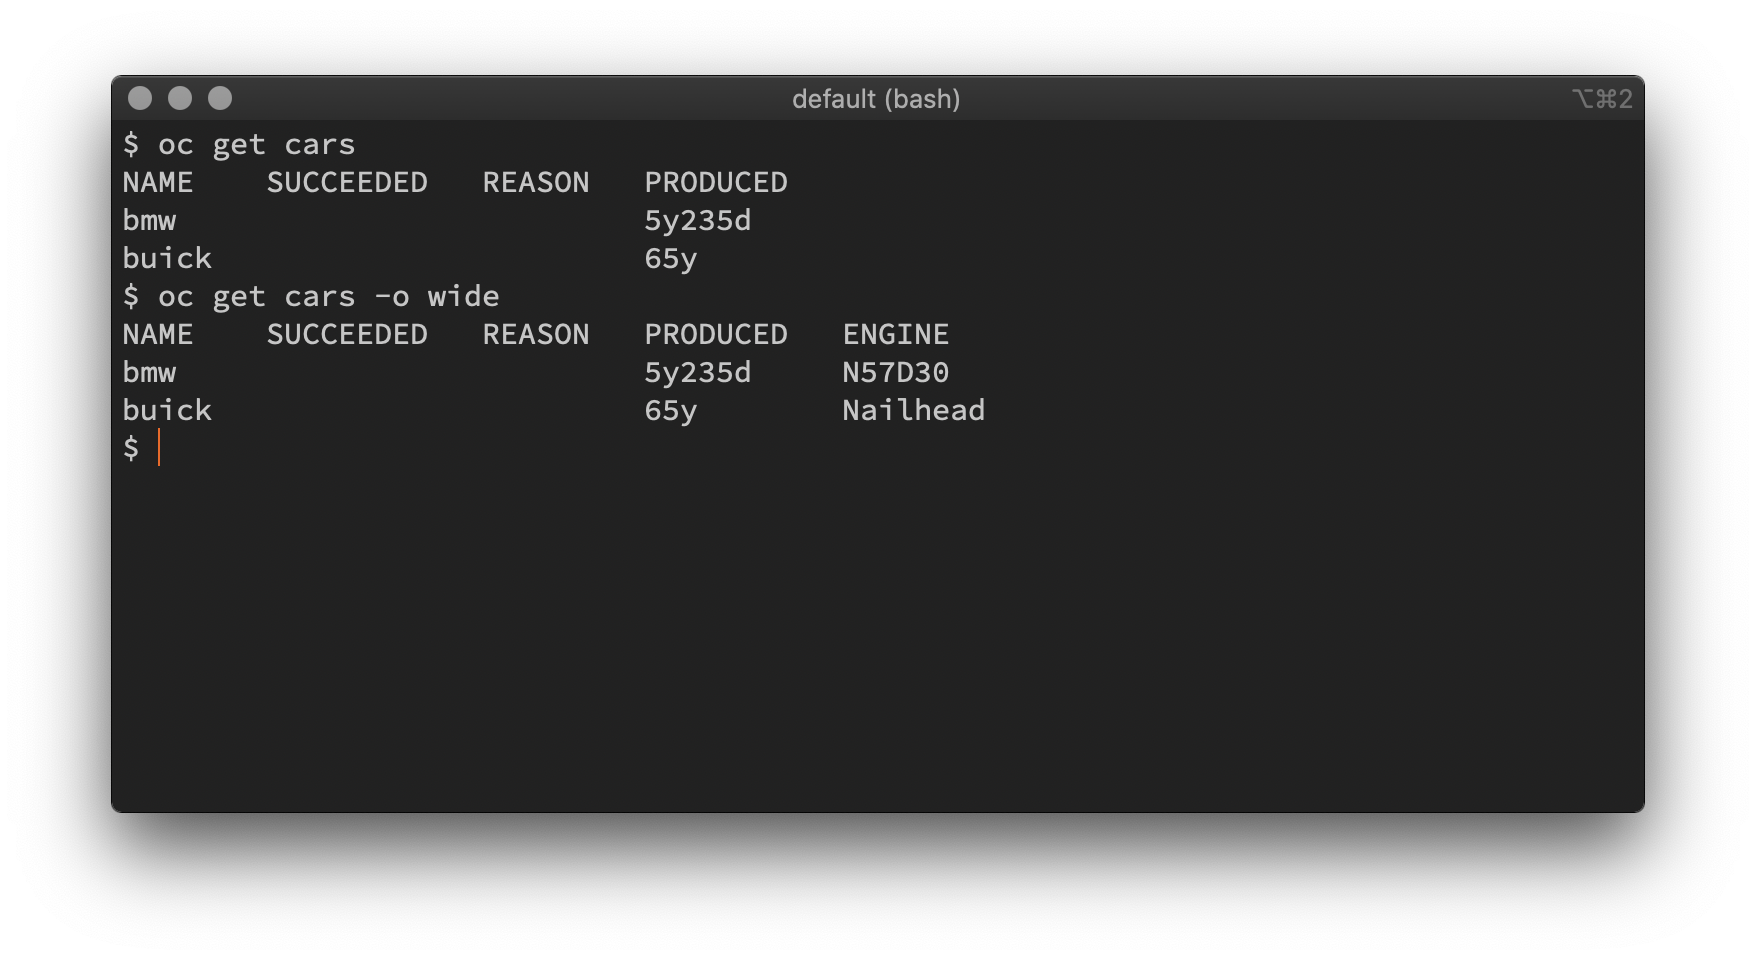 default (bash) ⌥⌘2
$ oc get cars
NAME    SUCCEEDED   REASON   PRODUCED
bmw                          5y235d
buick                        65y
$ oc get cars -o wide
NAME    SUCCEEDED   REASON   PRODUCED   ENGINE
bmw                          5y235d     N57D30
buick                        65y        Nailhead
$